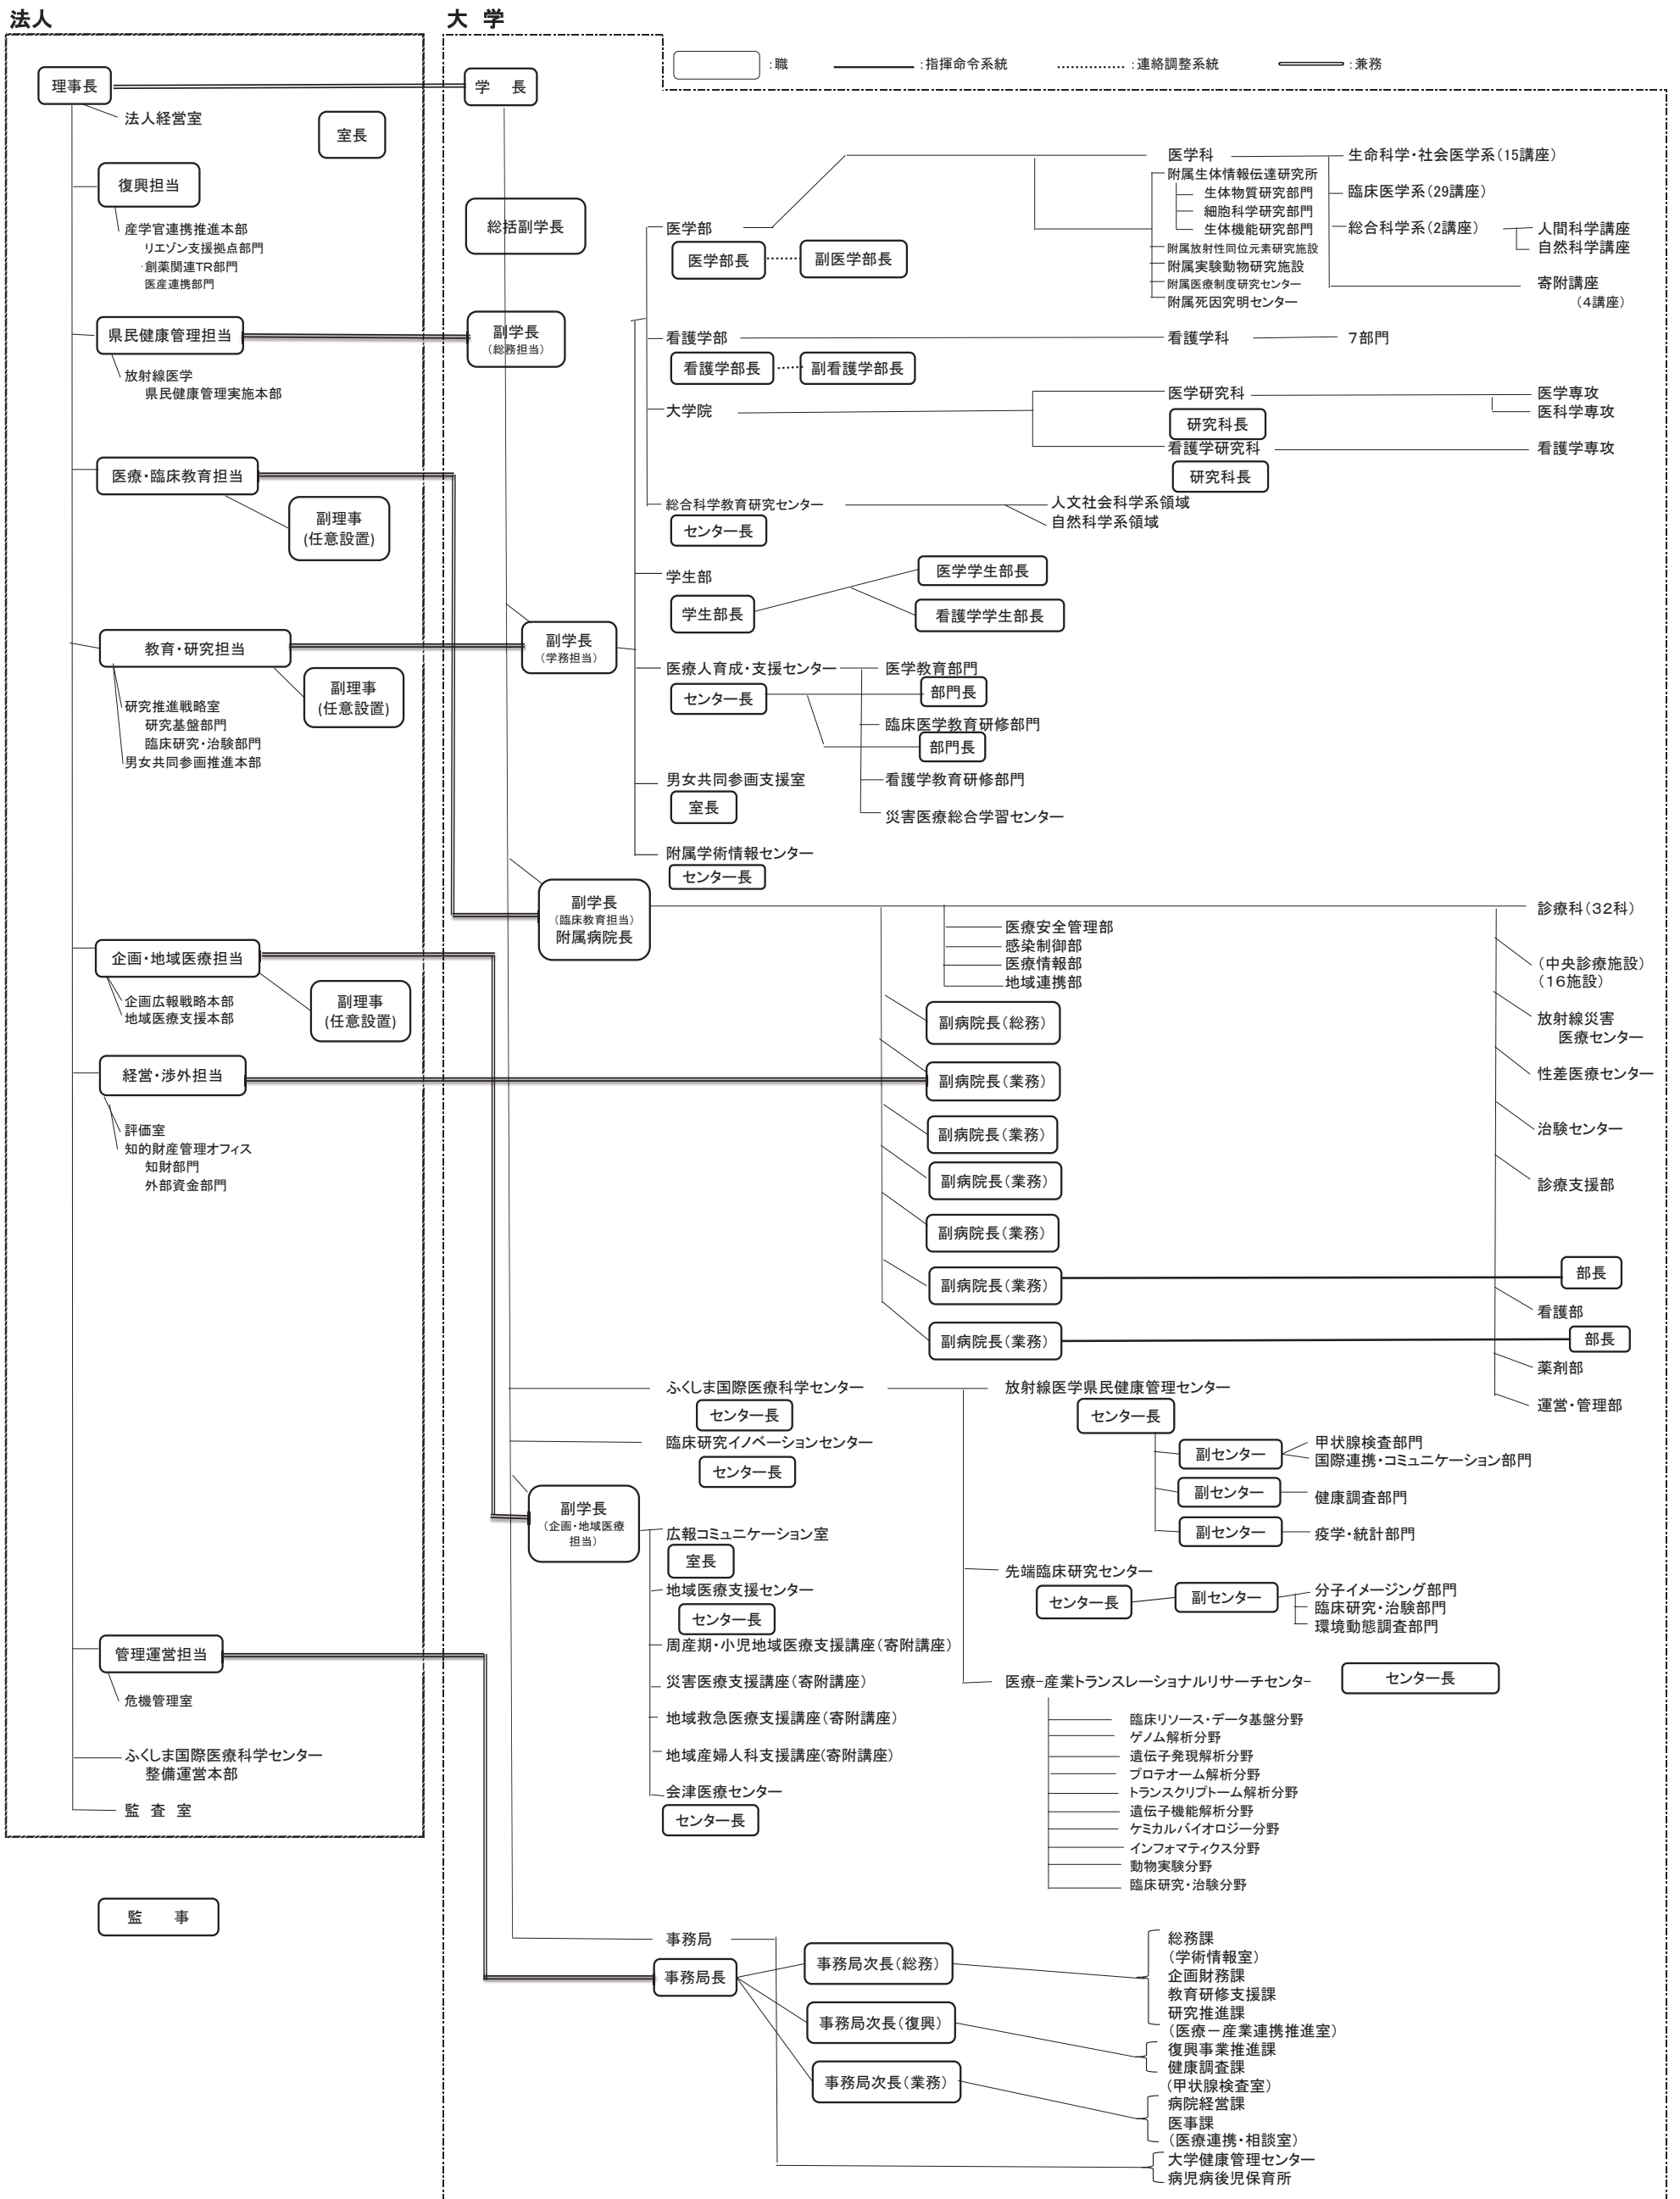 法人
大 学
:職
:指揮命令系統
:連絡調整系統
:兼務
理事長
法人経営室
室長
復興担当
産学官連携推進本部
リエゾン支援拠点部門
・創薬関連TR部門
医産連携部門
県民健康管理担当
放射線医学
県民健康管理実施本部
医療・臨床教育担当
副理事
(任意設置)
教育・研究担当
副理事
(任意設置)
研究推進戦略室
研究基盤部門
臨床研究・治験部門
男女共同参画推進本部
企画・地域医療担当
副理事
(任意設置)
企画広報戦略本部
地域医療支援本部
経営・渉外担当
評価室
知的財産管理オフィス
知財部門
外部資金部門
管理運営担当
危機管理室
ふくしま国際医療科学センター
整備運営本部
監 査 室
監 事
学 長
総括副学長
副学長
(総務担当)
副学長
(学務担当)
医学部
医学部長
副医学部長
医学科
附属生体情報伝達研究所
生体物質研究部門
細胞科学研究部門
生体機能研究部門
附属放射性同位元素研究施設
附属実験動物研究施設
附属医療制度研究センター
附属死因究明センター
生命科学・社会医学系(15講座)
臨床医学系(29講座)
総合科学系(2講座)
人間科学講座
自然科学講座
寄附講座
(4講座)
看護学部
看護学部長
副看護学部長
看護学科
7部門
大学院
医学研究科
研究科長
医学専攻
医科学専攻
看護学研究科
研究科長
看護学専攻
総合科学教育研究センター
センター長
人文社会科学系領域
自然科学系領域
学生部
学生部長
医学学生部長
看護学学生部長
医療人育成・支援センター
センター長
医学教育部門
部門長
臨床医学教育研修部門
部門長
看護学教育研修部門
災害医療総合学習センター
男女共同参画支援室
室長
附属学術情報センター
センター長
副学長
(臨床教育担当)
附属病院長
医療安全管理部
感染制御部
医療情報部
地域連携部
副病院長(総務)
副病院長(業務)
副病院長(業務)
副病院長(業務)
副病院長(業務)
副病院長(業務)
副病院長(業務)
診療科(32科)
(中央診療施設)
(16施設)
放射線災害
医療センター
性差医療センター
治験センター
診療支援部
部長
看護部
部長
薬剤部
運営・管理部
ふくしま国際医療科学センター
センター長
臨床研究イノベーションセンター
センター長
放射線医学県民健康管理センター
センター長
副センター
甲状腺検査部門
国際連携・コミュニケーション部門
副センター
健康調査部門
副センター
疫学・統計部門
先端臨床研究センター
センター長
副センター
分子イメージング部門
臨床研究・治験部門
環境動態調査部門
医療-産業トランスレーショナルリサーチセンター
センター長
臨床リソース・データ基盤分野
ゲノム解析分野
遺伝子発現解析分野
プロテオーム解析分野
トランスクリプトーム解析分野
遺伝子機能解析分野
ケミカルバイオロジー分野
インフォマティクス分野
動物実験分野
臨床研究・治験分野
副学長
(企画・地域医療
担当)
広報コミュニケーション室
室長
地域医療支援センター
センター長
周産期・小児地域医療支援講座(寄附講座)
災害医療支援講座(寄附講座)
地域救急医療支援講座(寄附講座)
地域産婦人科支援講座(寄附講座)
会津医療センター
センター長
事務局
事務局長
事務局次長(総務)
事務局次長(復興)
事務局次長(業務)
総務課
(学術情報室)
企画財務課
教育研修支援課
研究推進課
(医療－産業連携推進室)
復興事業推進課
健康調査課
(甲状腺検査室)
病院経営課
医事課
(医療連携・相談室)
大学健康管理センター
病児病後児保育所